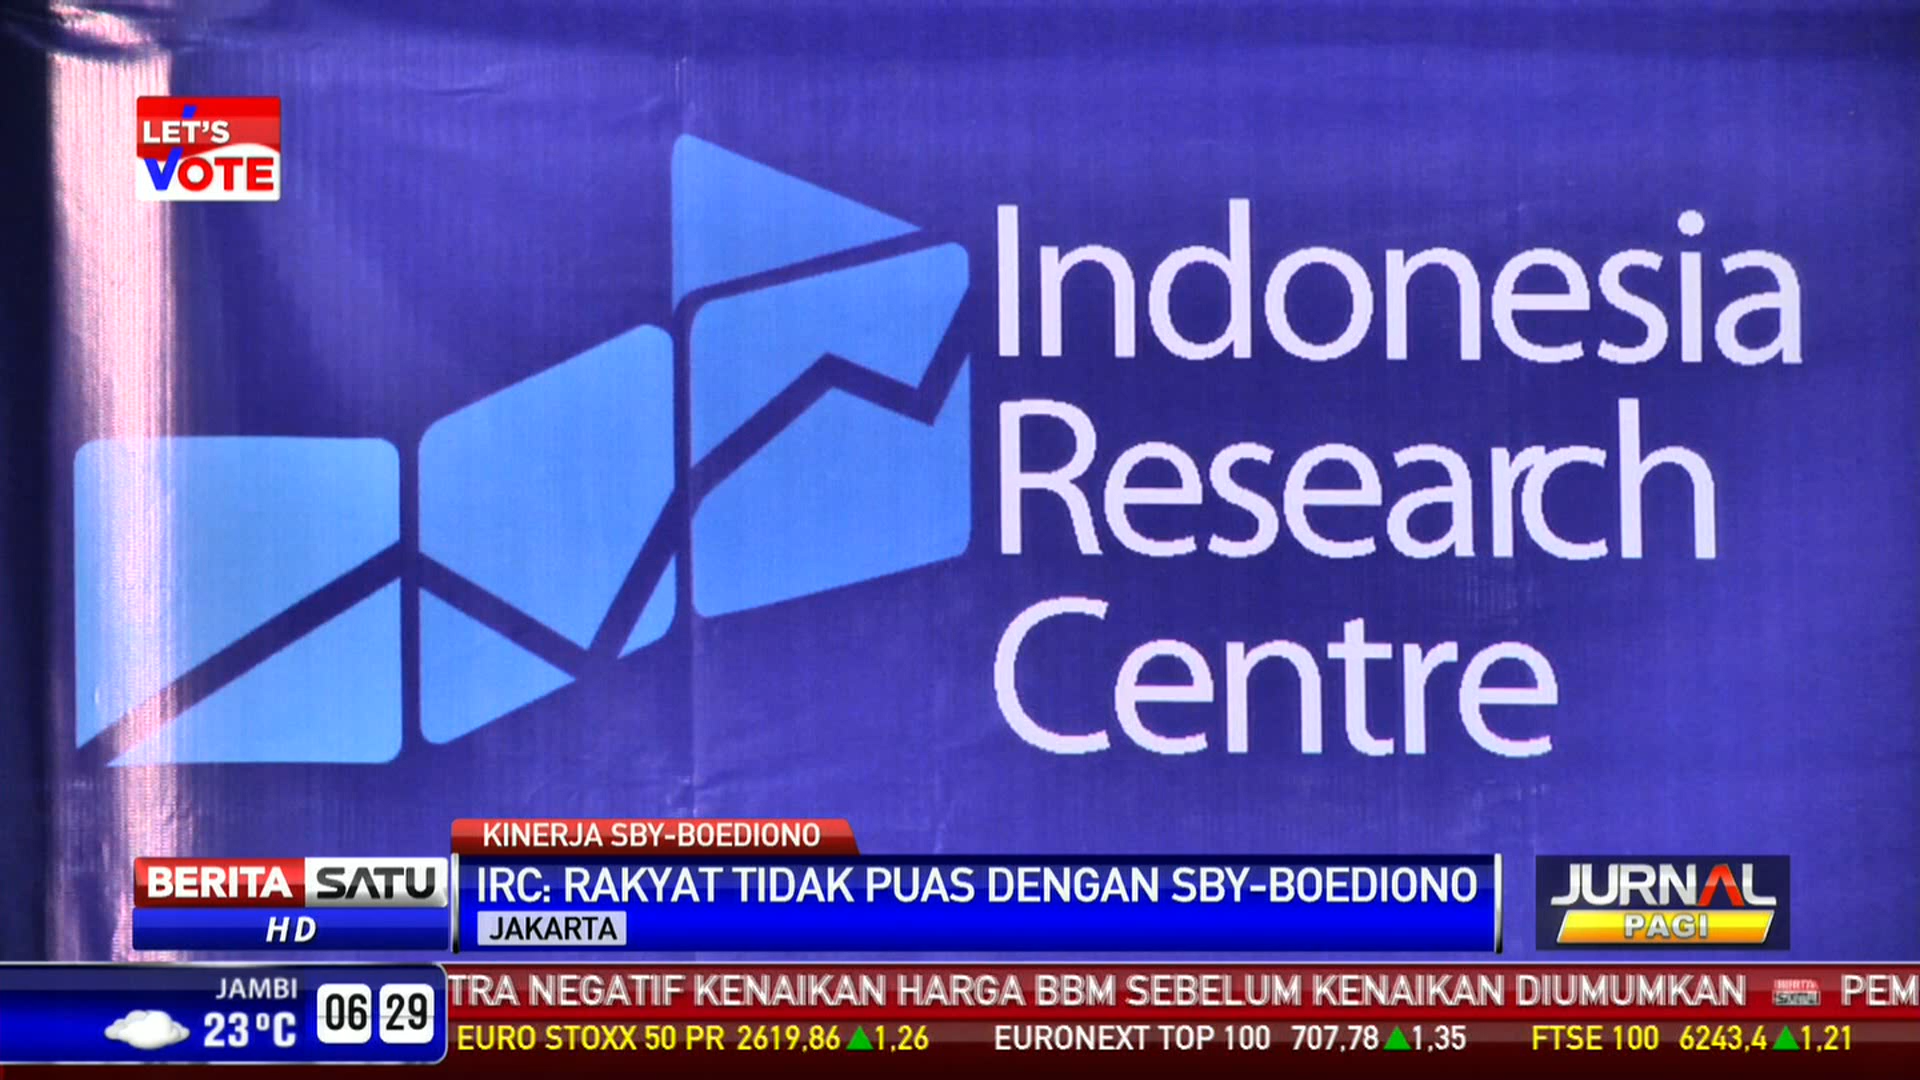 LET'S
VOTE
Indonesia
Research
Centre
KINERJA SBY-BOEDIONO
BERITA SATU
HD
IRC: RAKYAT TIDAK PUAS DENGAN SBY-BOEDIONO
JAKARTA
JURNAL
PAGI
JAMBI
23°C
06 29
TRA NEGATIF KENAIKAN HARGA BBM SEBELUM KENAIKAN DIUMUMKAN BERITA SATU PEM
EURO STOXX 50 PR 2619,86 ▲1,26 EURONEXT TOP 100 707,78▲1,35 FTSE 100 6243,4▲1,21